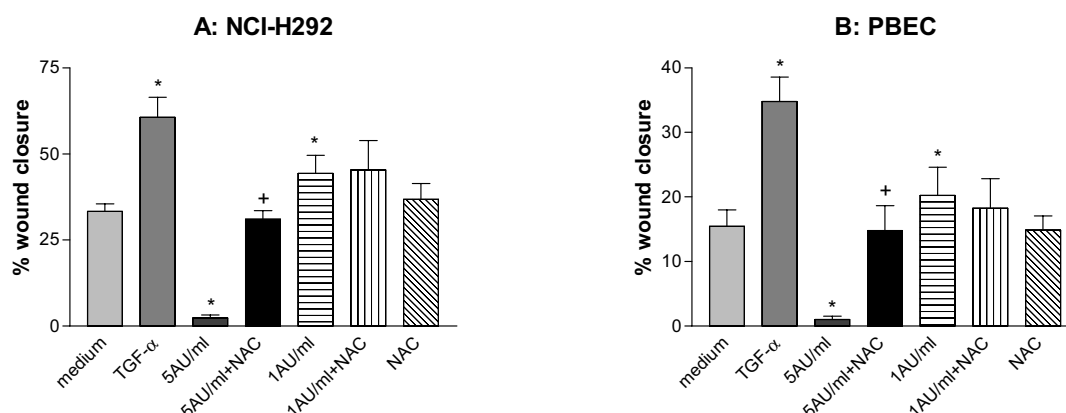 A: NCI-H292
% wound closure
75
50
25
0
*
*
+
*
medium
TGF-α
5AU/ml
5AU/ml+NAC
1AU/ml
1AU/ml+NAC
NAC
B: PBEC
% wound closure
40
30
20
10
0
*
*
+
*
medium
TGF-α
5AU/ml
5AU/ml+NAC
1AU/ml
1AU/ml+NAC
NAC